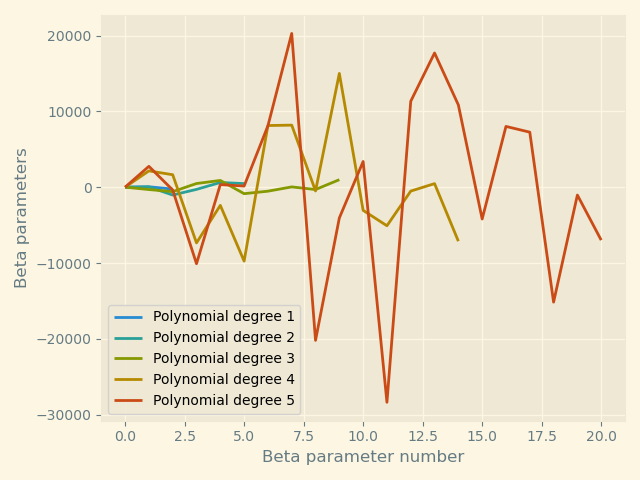 20000
10000
0
−10000
−20000
−30000
Beta parameters
Polynomial degree 1
Polynomial degree 2
Polynomial degree 3
Polynomial degree 4
Polynomial degree 5
0.0 2.5 5.0 7.5 10.0 12.5 15.0 17.5 20.0
Beta parameter number